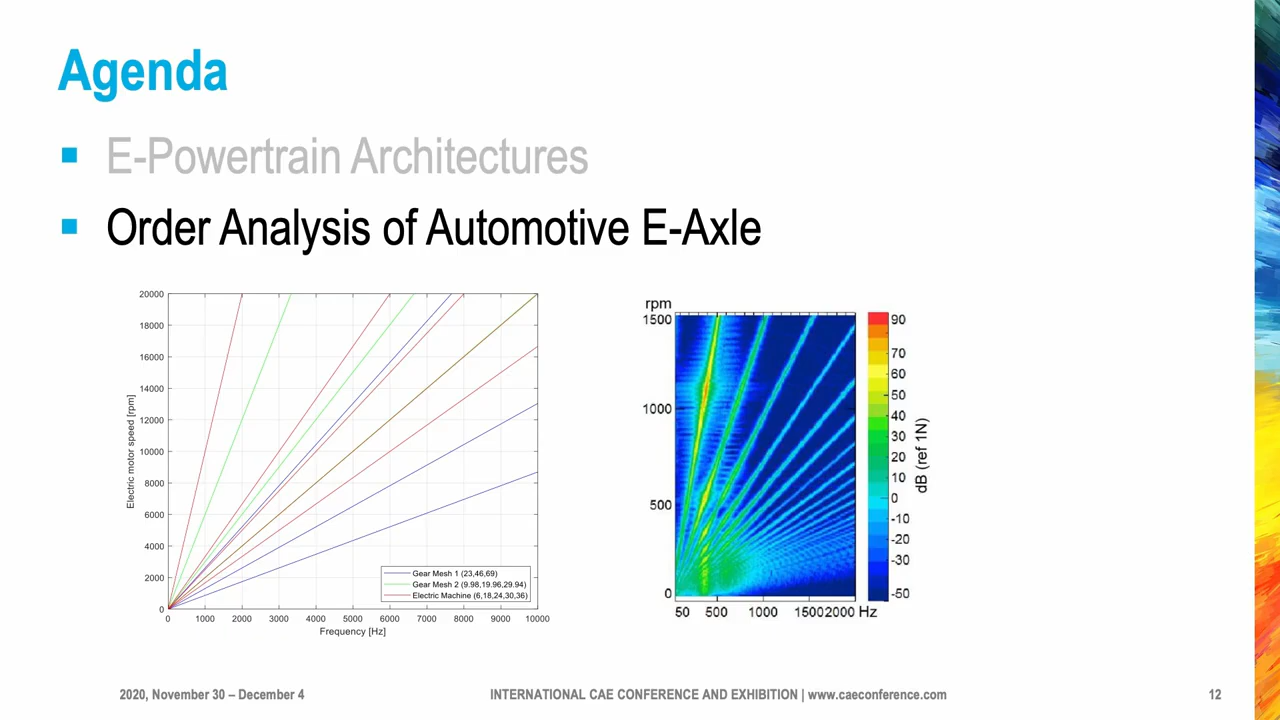 Agenda
E-Powertrain Architectures
Order Analysis of Automotive E-Axle
20000
18000
16000
14000
12000
10000
8000
6000
4000
2000
0
Electric motor speed [rpm]
Gear Mesh 1 (23,46,69)
Gear Mesh 2 (9.98,19.96,29.94)
Electric Machine (6,18,24,30,36)
0 1000 2000 3000 4000 5000 6000 7000 8000 9000 10000
Frequency [Hz]
rpm
1500
1000
500
0
50 500 1000 1500 2000 Hz
90
70
60
50
40
30
20
10
0
-10
-20
-30
-50
dB (ref 1N)
2020, November 30 – December 4
INTERNATIONAL CAE CONFERENCE AND EXHIBITION | www.caeconference.com
12